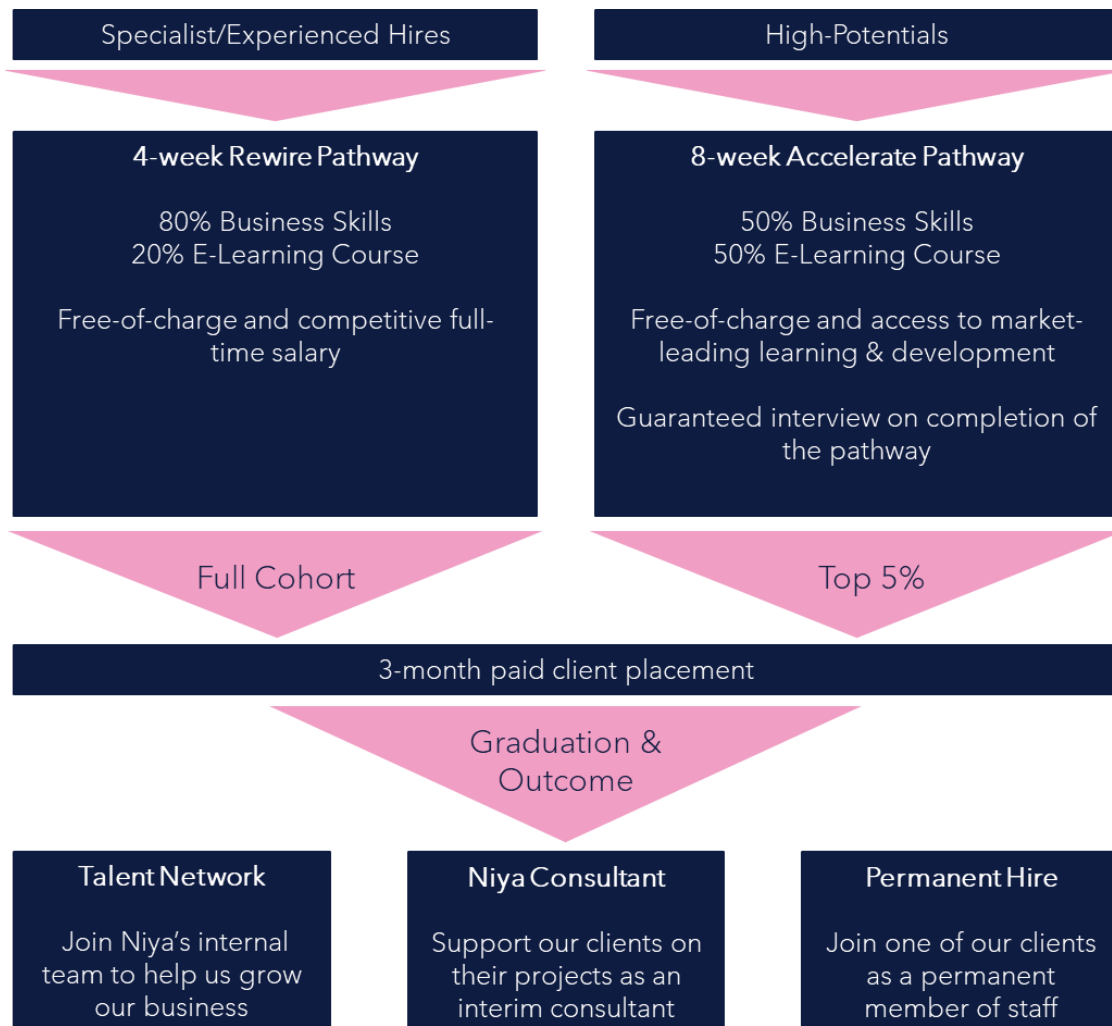 Specialist/Experienced Hires
High-Potentials
4-week Rewire Pathway
80% Business Skills
20% E-Learning Course
Free-of-charge and competitive full-
time salary
8-week Accelerate Pathway
50% Business Skills
50% E-Learning Course
Free-of-charge and access to market-
leading learning & development
Guaranteed interview on completion of
the pathway
Full Cohort
Top 5%
3-month paid client placement
Graduation &
Outcome
Talent Network
Join Niya's internal
team to help us grow
our business
Niya Consultant
Support our clients on
their projects as an
interim consultant
Permanent Hire
Join one of our clients
as a permanent
member of staff